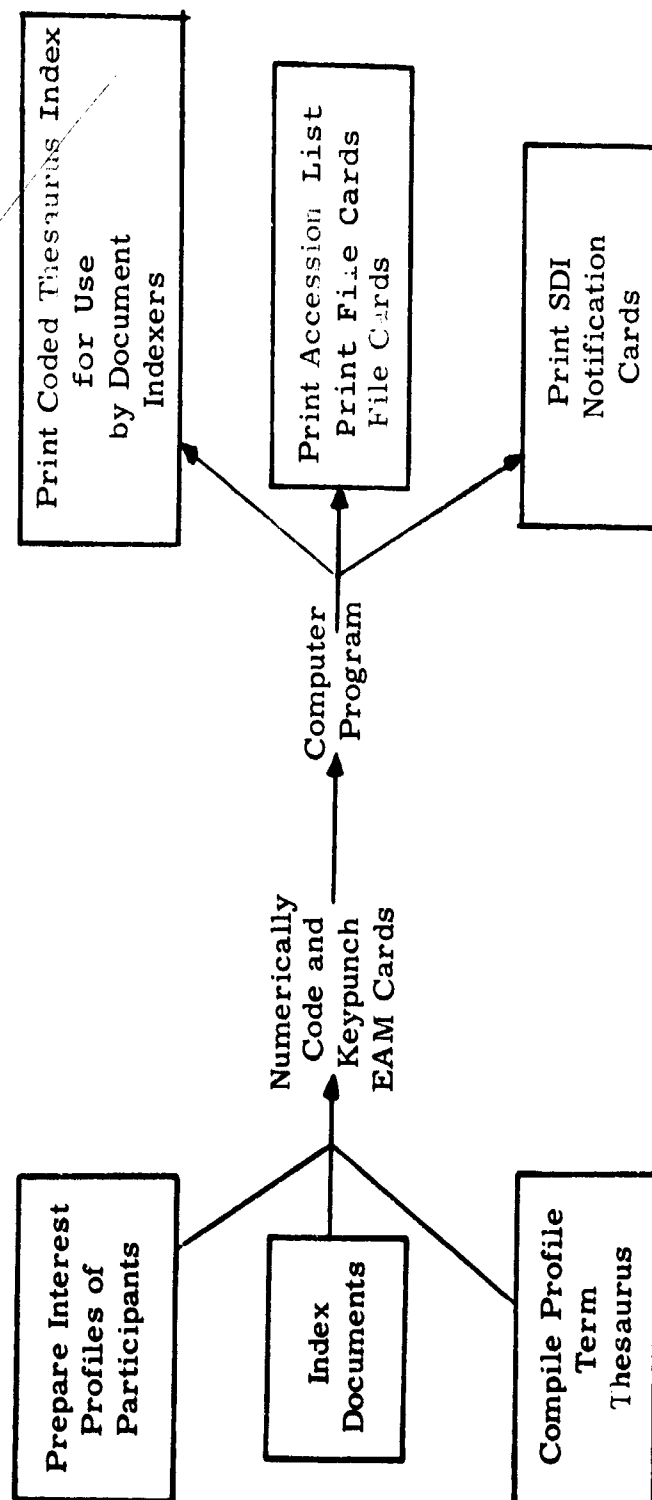 Prepare Interest
Profiles of
Participants
Index
Documents
Compile Profile
Term
Thesaurus
Numerically
Code and
Keypunch
EAM Cards
Computer
Program
Print Coded Thesaurus Index
for Use
by Document
Indexers
Print Accession List
Print File Cards
File Cards
Print SDI
Notification
Cards